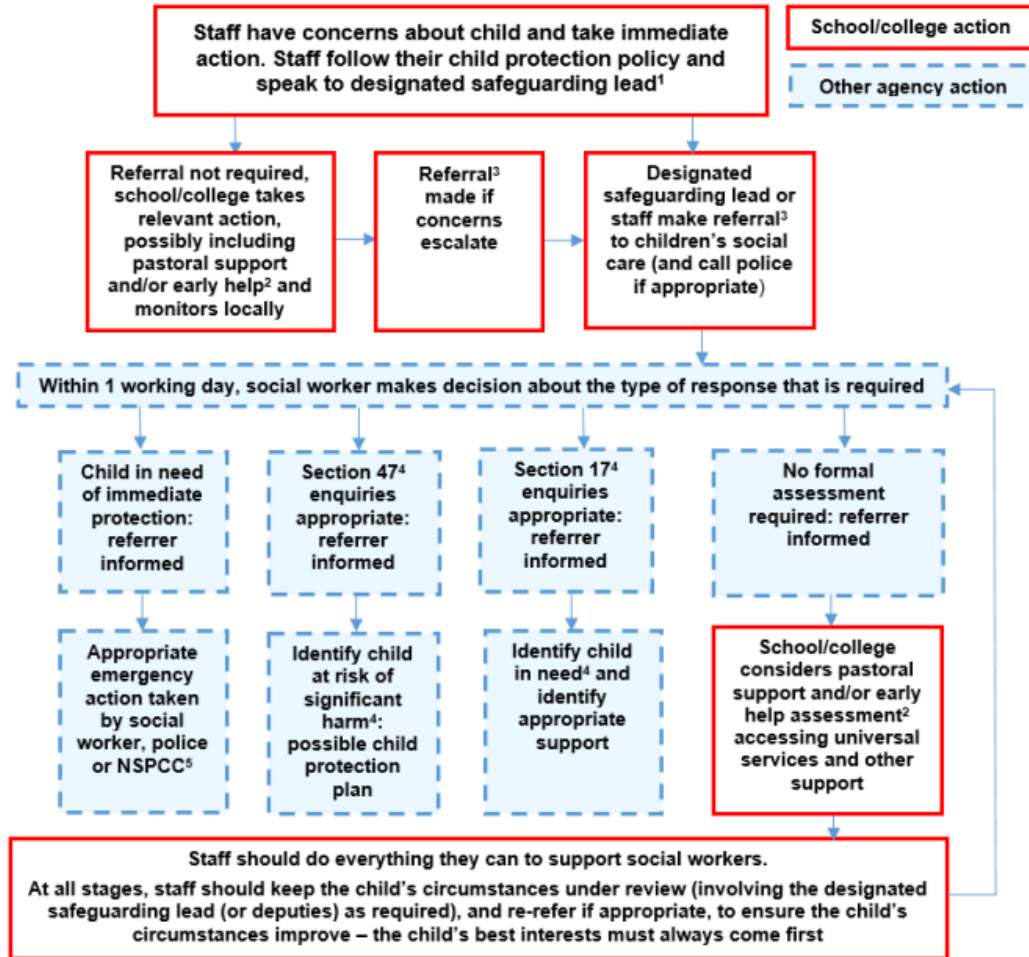 Staff have concerns about child and take immediate
action. Staff follow their child protection policy and
speak to designated safeguarding lead¹
School/college action
Other agency action
Referral not required,
school/college takes
relevant action,
possibly including
pastoral support
and/or early help² and
monitors locally
Referral³
made if
concerns
escalate
Designated
safeguarding lead or
staff make referral³
to children’s social
care (and call police
if appropriate)
Within 1 working day, social worker makes decision about the type of response that is required
Child in need
of immediate
protection:
referrer
informed
Section 47⁴
enquiries
appropriate:
referrer
informed
Section 17⁴
enquiries
appropriate:
referrer
informed
No formal
assessment
required: referrer
informed
Appropriate
emergency
action taken
by social
worker, police
or NSPCC⁵
Identify child
at risk of
significant
harm⁴:
possible child
protection
plan
Identify child
in need⁴ and
identify
appropriate
support
School/college
considers pastoral
support and/or early
help assessment²
accessing universal
services and other
support
Staff should do everything they can to support social workers.
At all stages, staff should keep the child’s circumstances under review (involving the designated
safeguarding lead (or deputies) as required), and re-refer if appropriate, to ensure the child’s
circumstances improve – the child’s best interests must always come first